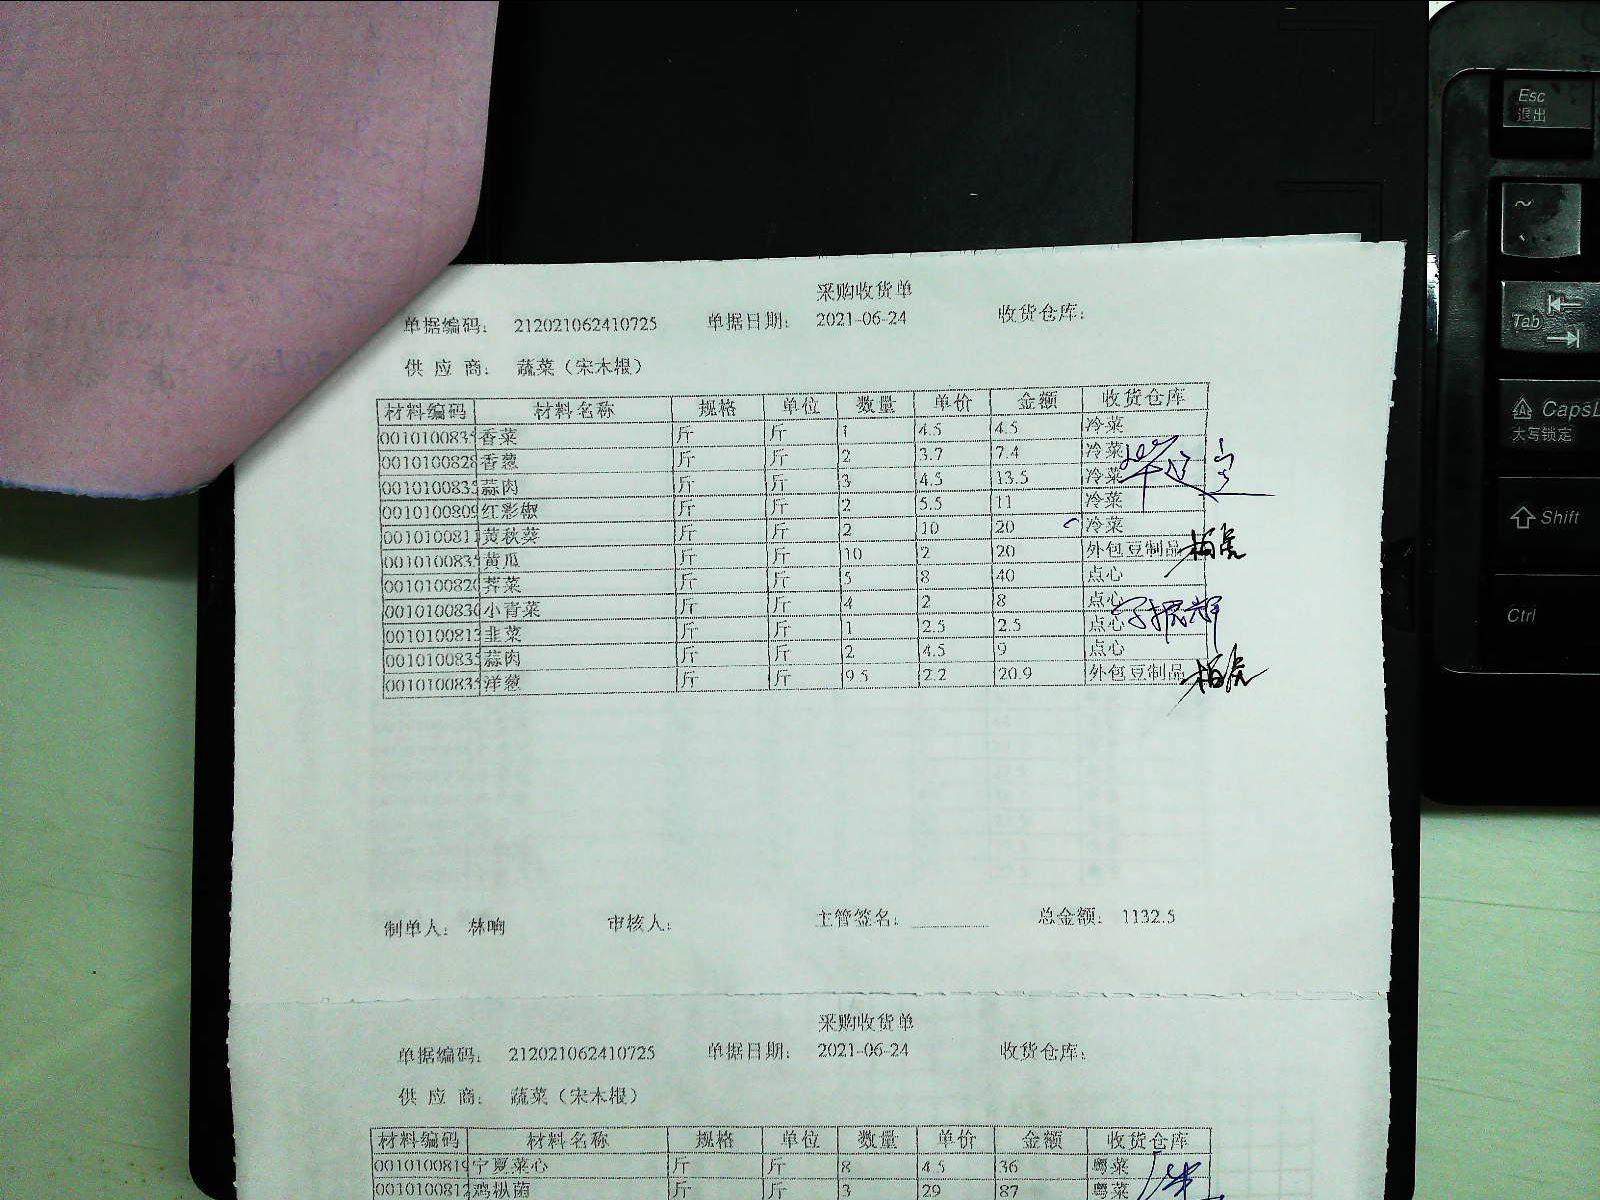 Esc
退出
~
、
Tab
CapsL
大写锁定
Shift
Ctrl
采购收货单
单据编码： 212021062410725 单据日期： 2021-06-24 收货仓库：
供 应 商： 蔬菜（宋木根）
材料编码 材料名称 规格 单位 数量 单价 金额 收货仓库
001010083 香菜 斤 斤 1 4.5 4.5 冷菜
0010100828 香葱 斤 斤 2 3.7 7.4 冷菜
001010083 蒜肉 斤 斤 3 4.5 13.5 冷菜
0010100809 红彩椒 斤 斤 2 5.5 11 冷菜
001010081 黄秋葵 斤 斤 2 10 20 冷菜
001010083 黄瓜 斤 斤 10 2 20 外包豆制品
001010082 荠菜 斤 斤 5 8 40 点心
001010083 小青菜 斤 斤 4 2 8 点心
001010081 韭菜 斤 斤 1 2.5 2.5 点心
001010083 蒜肉 斤 斤 2 4.5 9 点心
001010083 洋葱 斤 斤 9.5 2.2 20.9 外包豆制品
制单人： 林 审核人： 主管签名： 总金额： 1132.5
采购收货单
单据编码： 212021062410725 单据日期： 2021-06-24 收货仓库：
供 应 商： 蔬菜（宋木根）
材料编码 材料名称 规格 单位 数量 单价 金额 收货仓库
0010100819 宁夏菜心 斤 斤 8 4.5 36 粤菜
001010081 鸡枞菌 斤 斤 3 29 87 粤菜